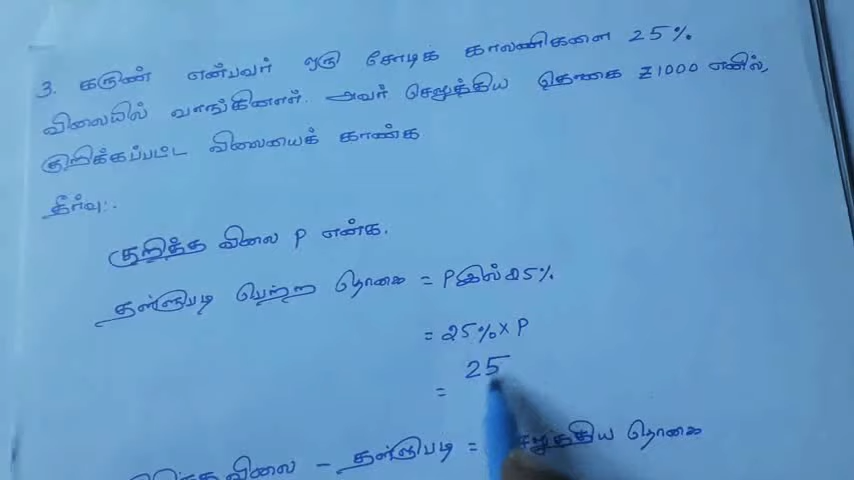 3. கருண் என்பவர் ஒரு சோடிக் காலணிகளை 25%
விலையில் வாங்கினார். அவர் செலுத்திய தொகை ₹1000 எனில்,
குறிக்கப்பட்ட விலையைக் காண்க
தீர்வு:.
குறித்த விலை P என்க.
தள்ளுபடி பெற்ற தொகை = P இல் 25%
= 25% × P
= 25
விலை - தள்ளுபடி = தொகை